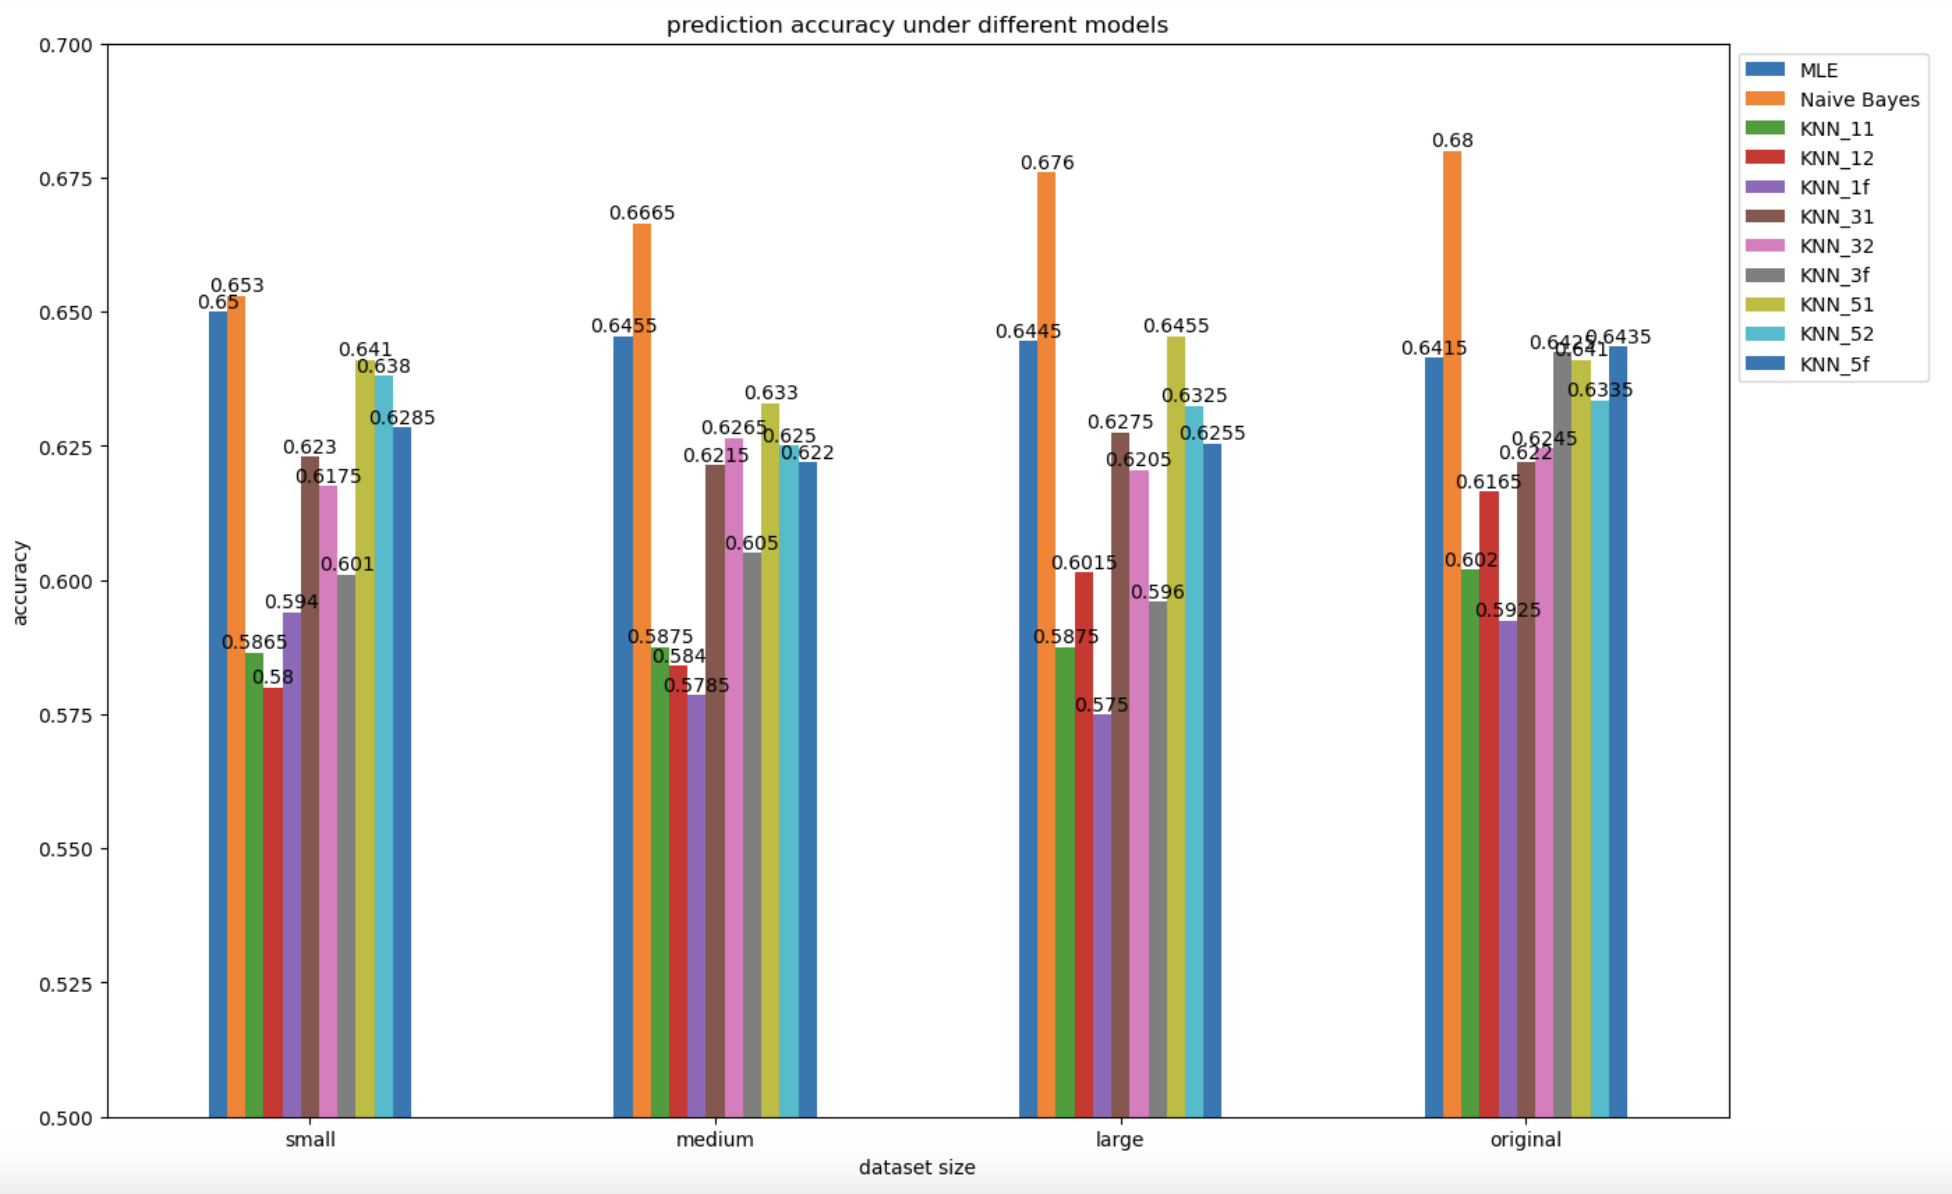 prediction accuracy under different models
0.700
0.675
0.650
0.625
0.600
0.575
0.550
0.525
0.500
accuracy
0.65
0.653
0.5865
0.58
0.594
0.623
0.6175
0.601
0.641
0.638
0.6285
0.6455
0.6665
0.5875
0.584
0.5785
0.6215
0.6265
0.605
0.633
0.625
0.622
0.6445
0.676
0.5875
0.6015
0.575
0.6275
0.6205
0.596
0.6455
0.6325
0.6255
0.6415
0.68
0.602
0.6165
0.5925
0.622
0.6245
0.6425
0.641
0.6335
0.6435
small
medium
large
original
dataset size
MLE
Naive Bayes
KNN_11
KNN_12
KNN_1f
KNN_31
KNN_32
KNN_3f
KNN_51
KNN_52
KNN_5f